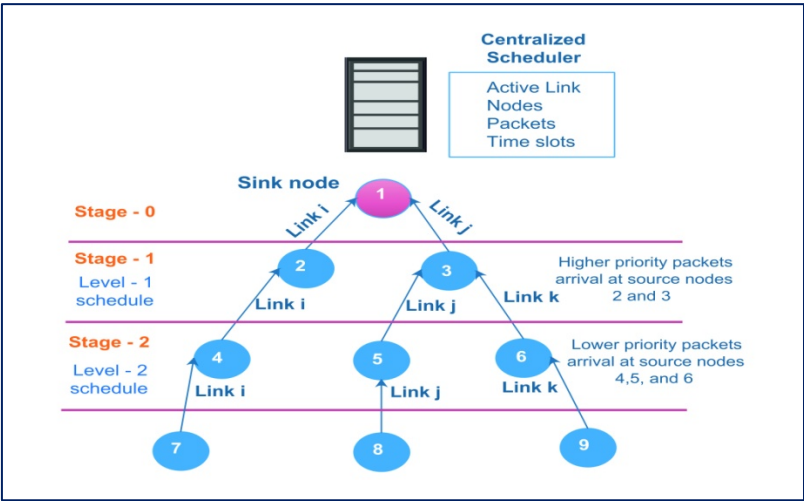 Centralized
Scheduler
Active Link
Nodes
Packets
Time slots
Sink node
1
Stage - 0
Link i
Link j
Stage - 1
Level - 1
schedule
2
3
Higher priority packets
arrival at source nodes
2 and 3
Link i
Link j
Link k
Stage - 2
Level - 2
schedule
4
5
6
Lower priority packets
arrival at source nodes
4,5, and 6
Link i
Link j
Link k
7
8
9